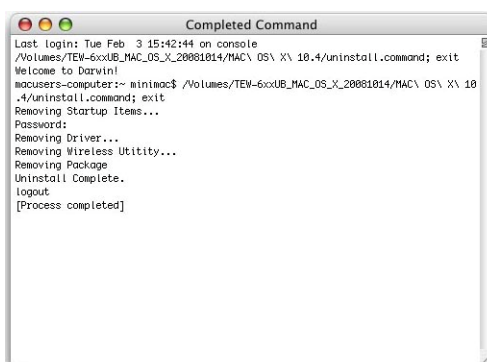 Completed Command
Last login: Tue Feb  3 15:42:44 on console
/Volumes/TEW-6xxUB_MAC_OS_X_20081014/MAC\ OS\ X\ 10.4/uninstall.command; exit
Welcome to Darwin!
macusers-computer:~ minimac$ /Volumes/TEW-6xxUB_MAC_OS_X_20081014/MAC\ OS\ X\ 10
.4/uninstall.command; exit
Removing Startup Items...
Password:
Removing Driver...
Removing Wireless Utitity...
Removing Package
Uninstall Complete.
logout
[Process completed]